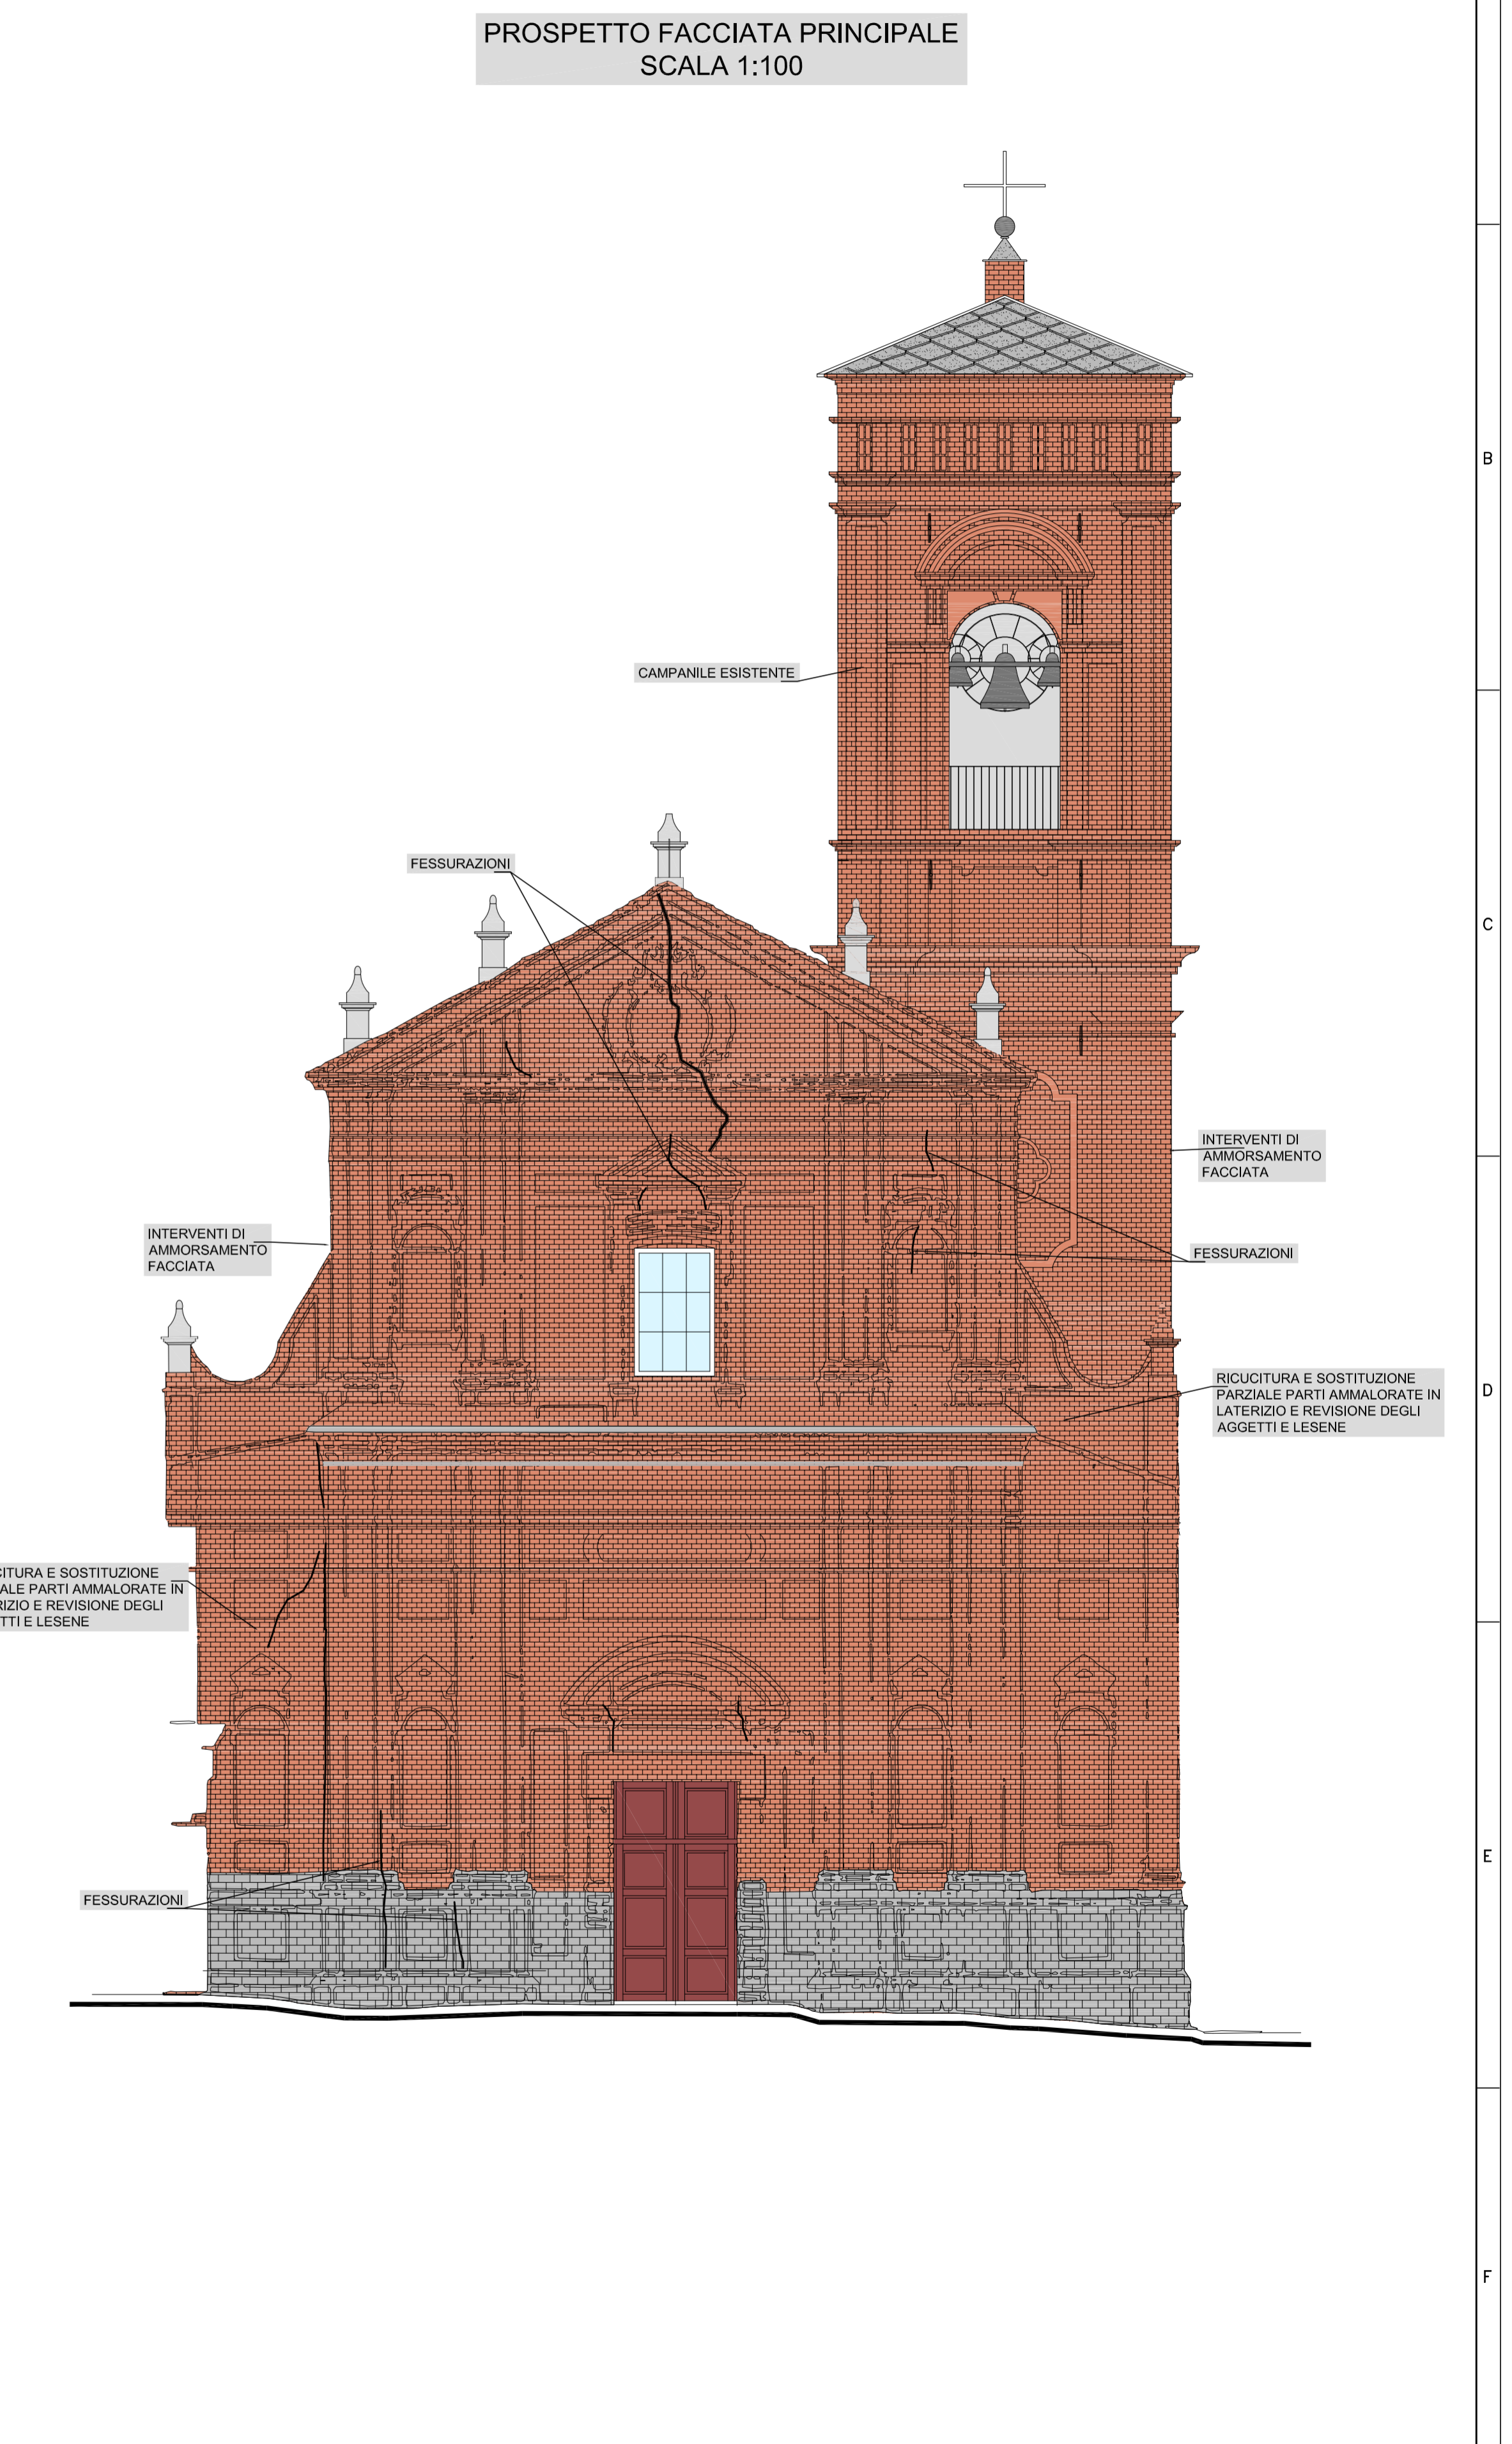 PROSPETTO FACCIATA PRINCIPALE
SCALA 1:100
B
CAMPANILE ESISTENTE
FESSURAZIONI
C
INTERVENTI DI
AMMORSAMENTO
FACCIATA
INTERVENTI DI
AMMORSAMENTO
FACCIATA
FESSURAZIONI
RICUCITURA E SOSTITUZIONE
PARZIALE PARTI AMMALORATE IN
LATERIZIO E REVISIONE DEGLI
AGGETTI E LESENE
D
CITURA E SOSTITUZIONE
ALE PARTI AMMALORATE IN
RIZIO E REVISIONE DEGLI
TTI E LESENE
E
FESSURAZIONI
F